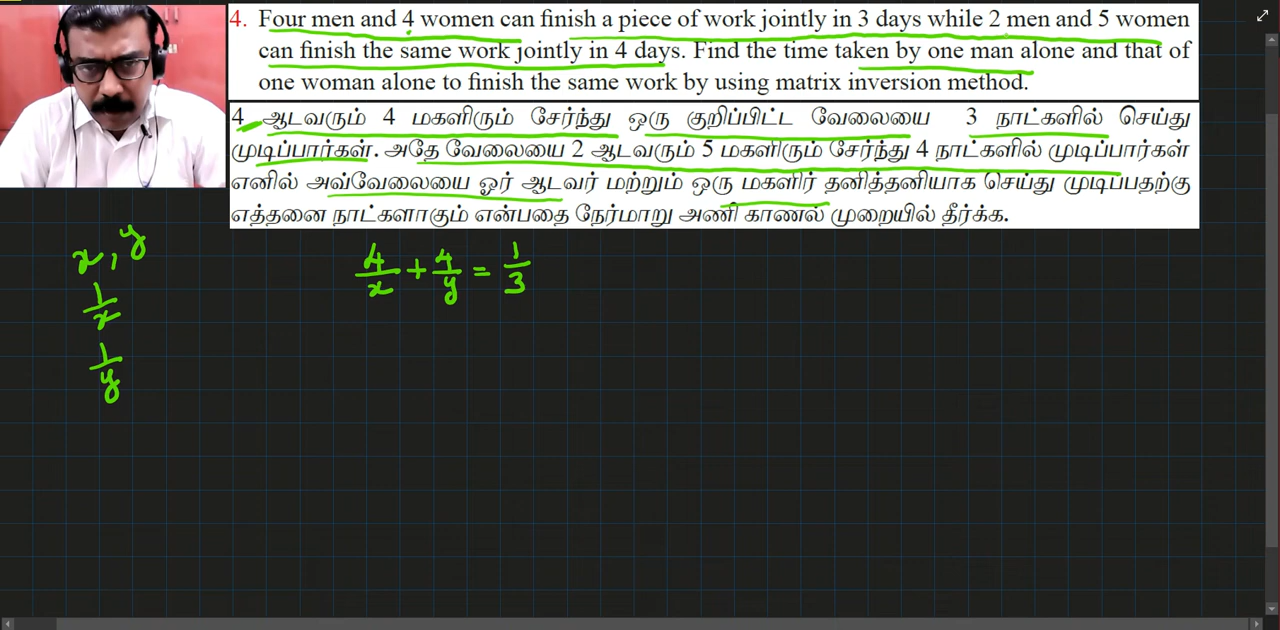 4. Four men and 4 women can finish a piece of work jointly in 3 days while 2 men and 5 women
can finish the same work jointly in 4 days. Find the time taken by one man alone and that of
one woman alone to finish the same work by using matrix inversion method.
4 ஆடவரும் 4 மகளிரும் சேர்ந்து ஒரு குறிப்பிட்ட வேலையை 3 நாட்களில் செய்து
முடிப்பார்கள். அதே வேலையை 2 ஆடவரும் 5 மகளிரும் சேர்ந்து 4 நாட்களில் முடிப்பார்கள்
எனில் அவ்வேலையை ஓர் ஆடவர் மற்றும் ஒரு மகளிர் தனித்தனியாக செய்து முடிப்பதற்கு
எத்தனை நாட்களாகும் என்பதை நேர்மாறு அணி காணல் முறையில் தீர்க்க.
x, y
1/x
1/y
4/x + 4/y = 1/3